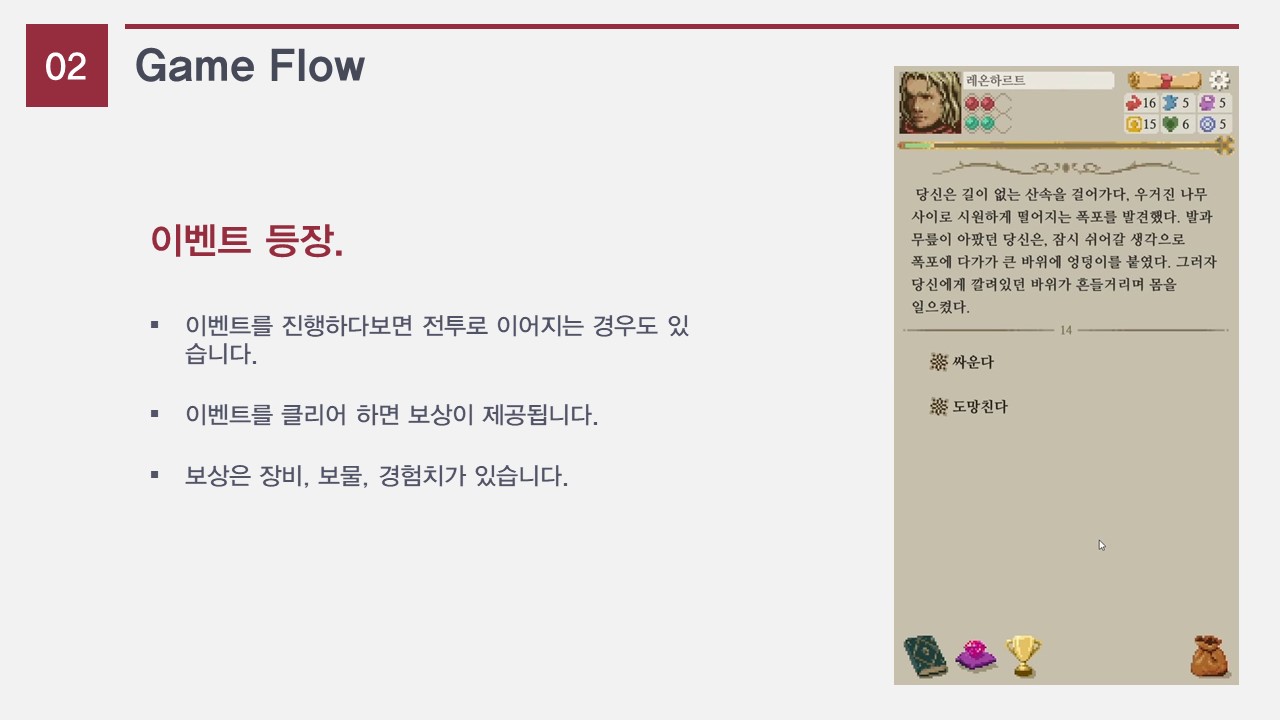 02
Game Flow
이벤트 등장.
▪ 이벤트를 진행하다보면 전투로 이어지는 경우도 있
습니다.
▪ 이벤트를 클리어 하면 보상이 제공됩니다.
▪ 보상은 장비, 보물, 경험치가 있습니다.
레온하르트
16 5 5
15 6 5
당신은 길이 없는 산속을 걸어가다, 우거진 나무
사이로 시원하게 떨어지는 폭포를 발견했다. 발과
무릎이 아팠던 당신은, 잠시 쉬어갈 생각으로
폭포에 다가가 큰 바위에 엉덩이를 붙였다. 그러자
당신에게 깔려있던 바위가 흔들거리며 몸을
일으켰다.
14
싸운다
도망친다